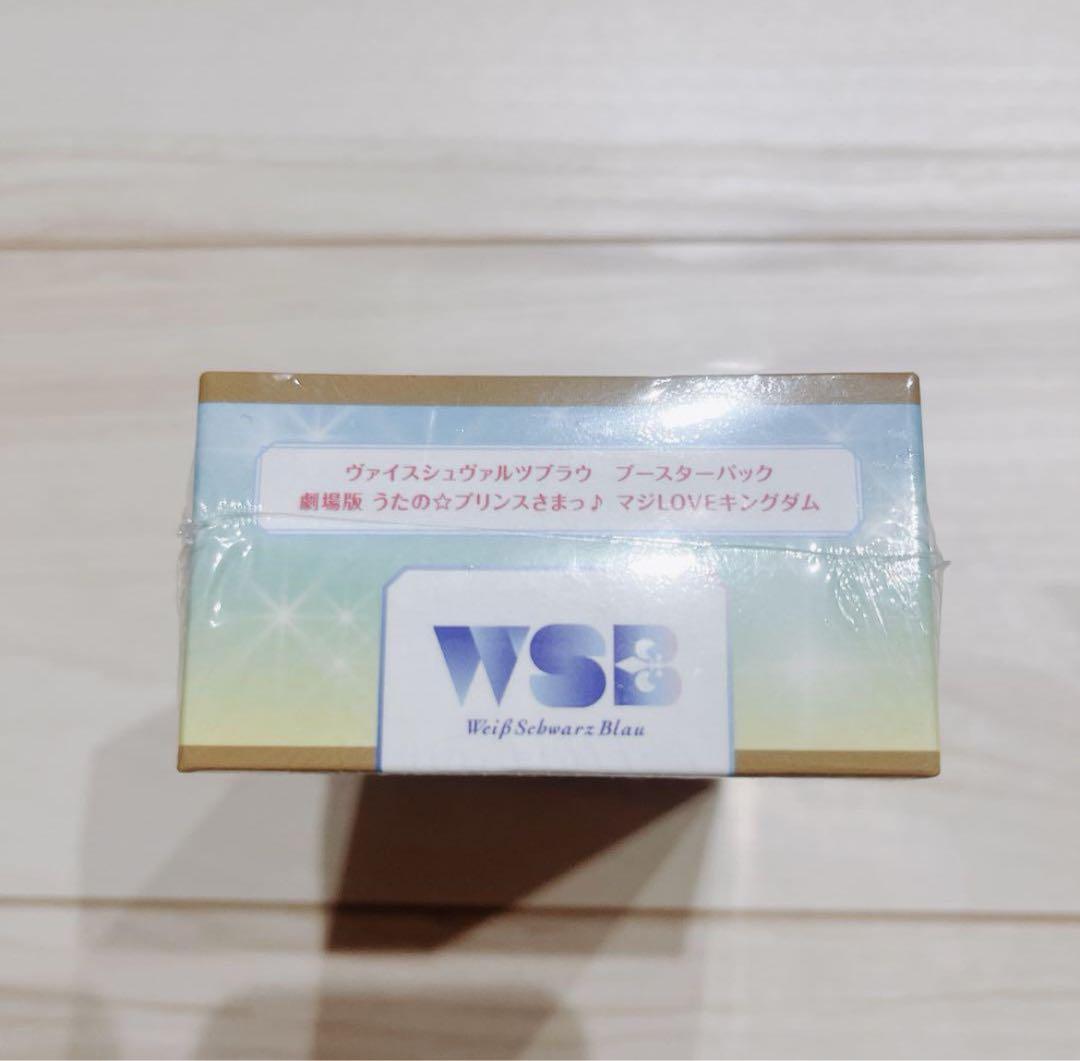 ヴァイスシュヴァルツブラウ　ブースターパック
劇場版 うたの☆プリンスさまっ♪ マジLOVEキングダム
WSB
Weiß Schwarz Blau